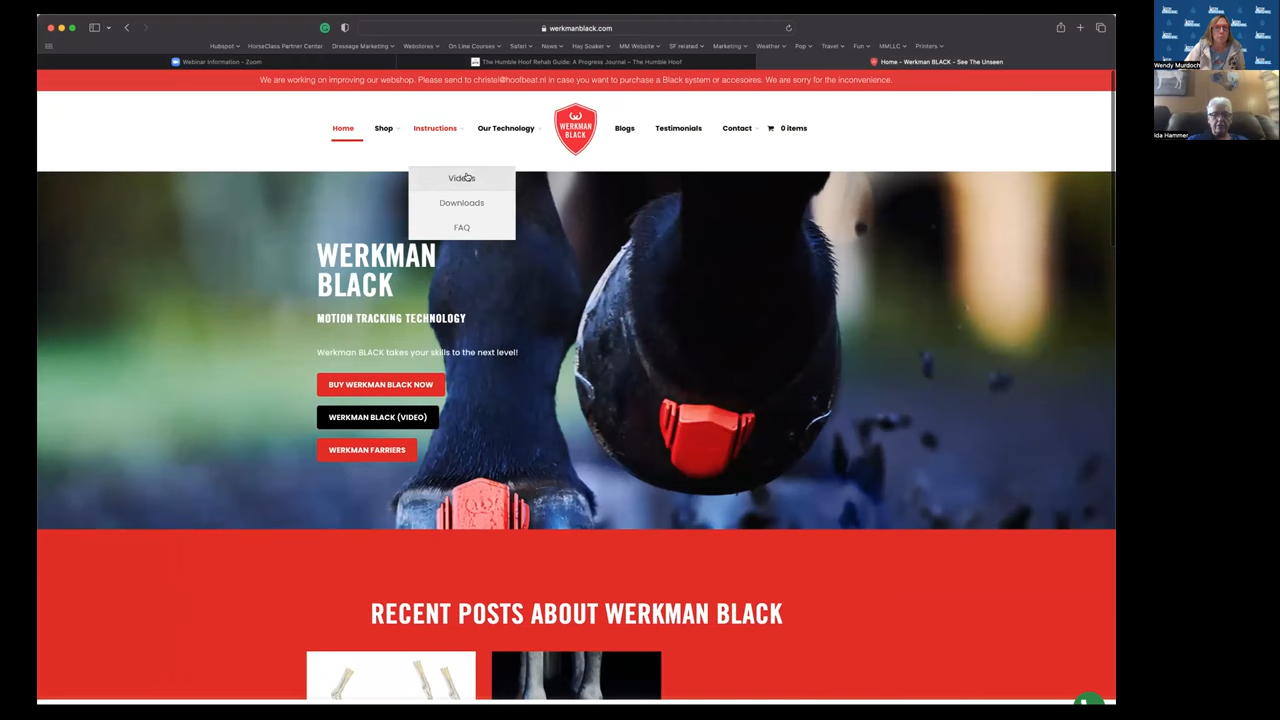 werkmanblack.com
Hubspot
HorseClass Partner Center
Dressage Marketing
Webstores
On Line Courses
Safari
News
Hay Soaker
MM Website
SF related
Marketing
Weather
Pop
Travel
Fun
MMLLC
Printers
Webinar Information - Zoom
The Humble Hoof Rehab Guide: A Progress Journal – The Humble Hoof
Home - Werkman BLACK - See The Unseen
Wendy Murdoch
Ida Hammer
We are working on improving our webshop. Please send to christel@hoofbeat.nl in case you want to purchase a Black system or accesoires. We are sorry for the inconvenience.
Home
Shop
Instructions
Our Technology
WERKMAN
BLACK
Blogs
Testimonials
Contact
0 items
Videos
Downloads
FAQ
WERKMAN
BLACK
MOTION TRACKING TECHNOLOGY
Werkman BLACK takes your skills to the next level!
BUY WERKMAN BLACK NOW
WERKMAN BLACK (VIDEO)
WERKMAN FARRIERS
RECENT POSTS ABOUT WERKMAN BLACK